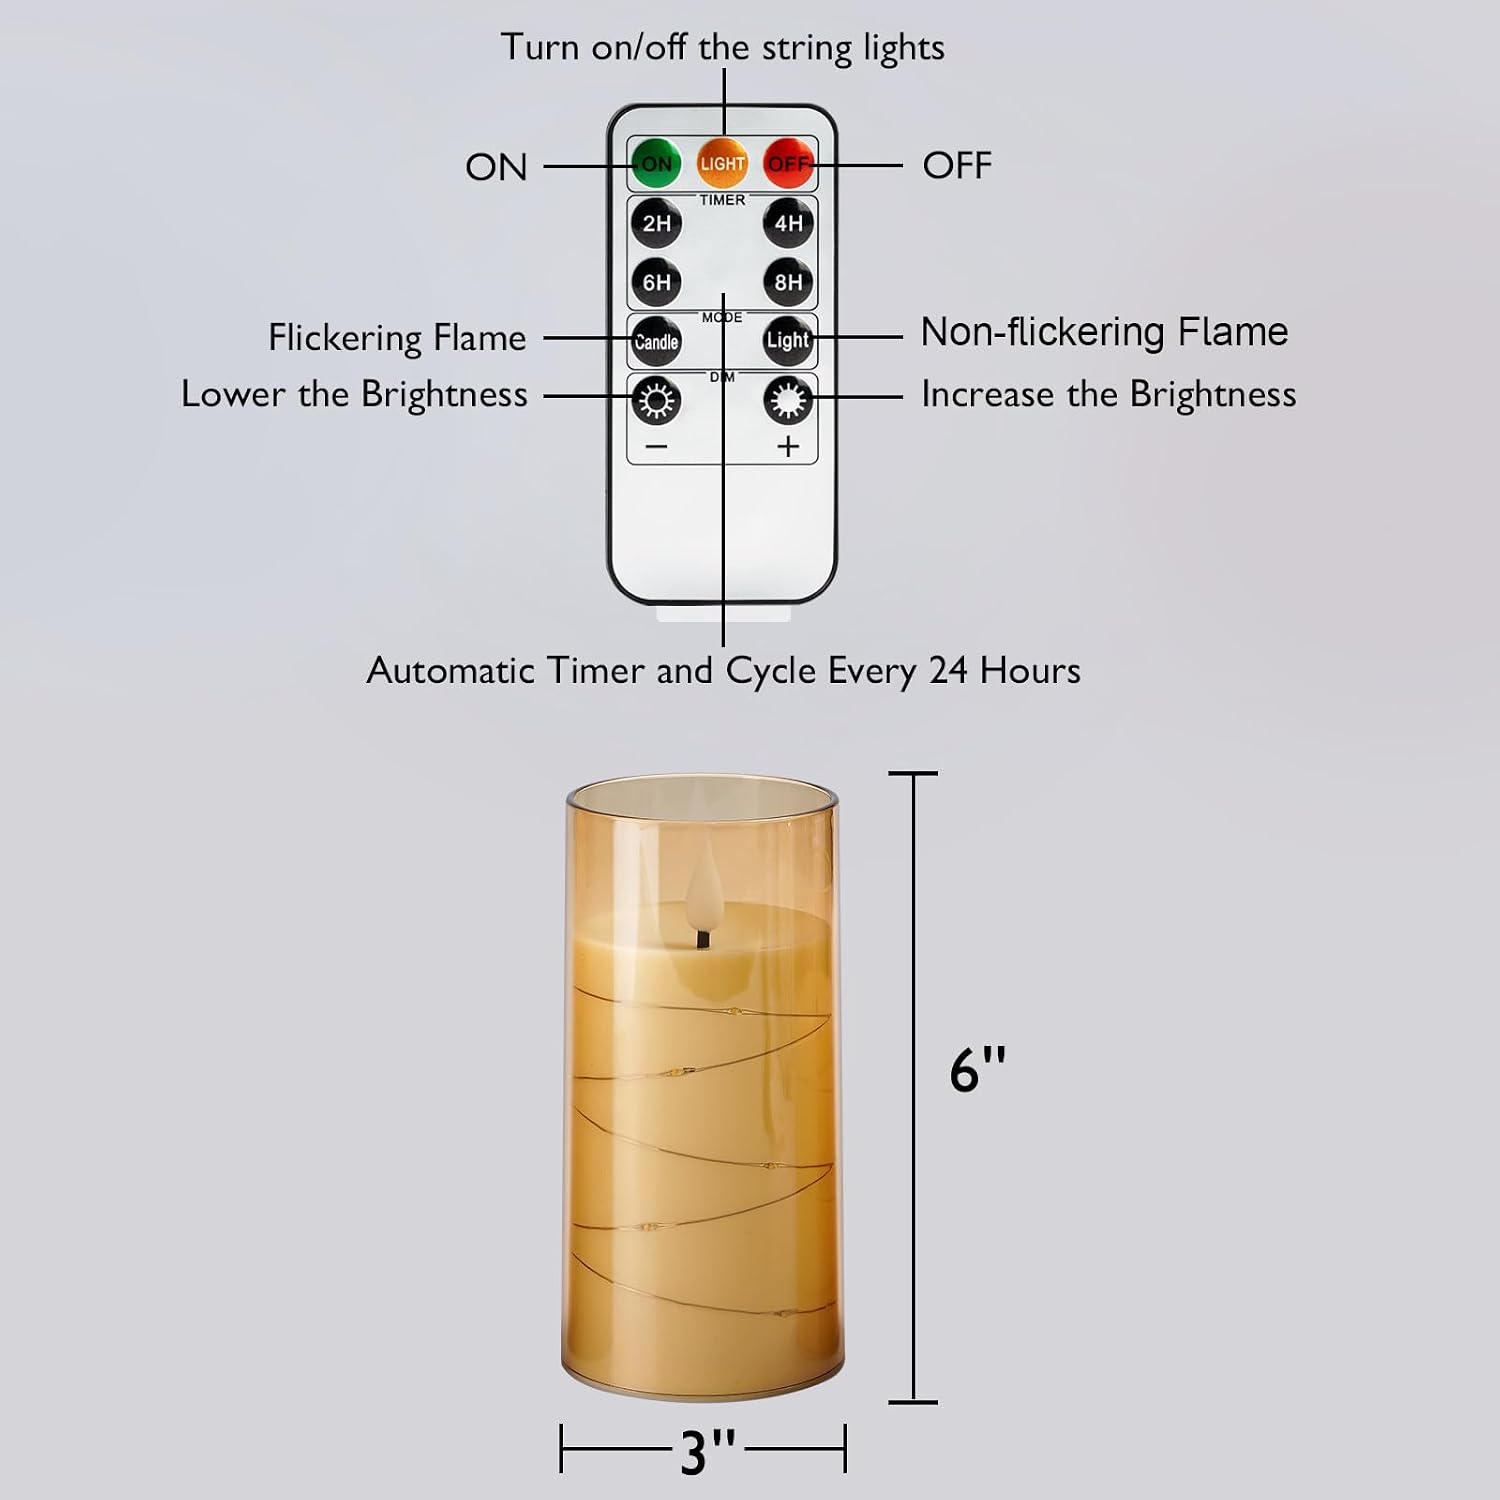 Turn on/off the string lights
ON
ON LIGHT OFF
OFF
TIMER
2H 4H
6H 8H
MODE
Flickering Flame
Candle Light
Non-flickering Flame
DIM
Lower the Brightness
Increase the Brightness
− +
Automatic Timer and Cycle Every 24 Hours
6"
3"